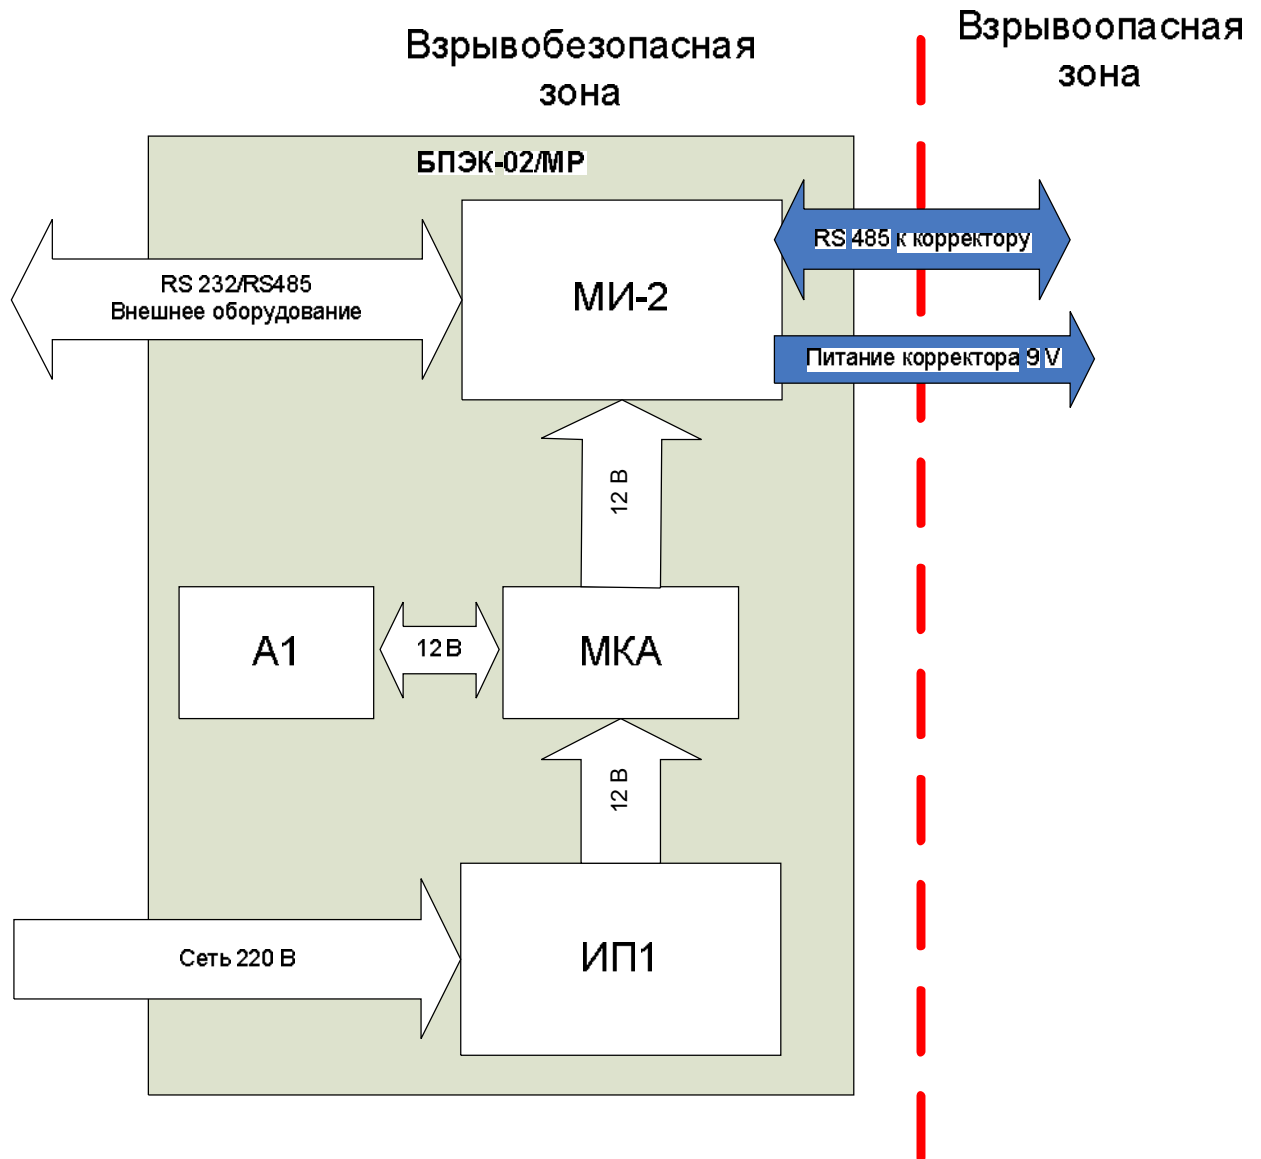 Взрывобезопасная
зона
Взрывоопасная
зона
БПЭК-02/МР
RS 232/RS485
Внешнее оборудование
МИ-2
RS 485 к корректору
Питание корректора 9 V
12 В
А1
12 В
МКА
12 В
Сеть 220 В
ИП1